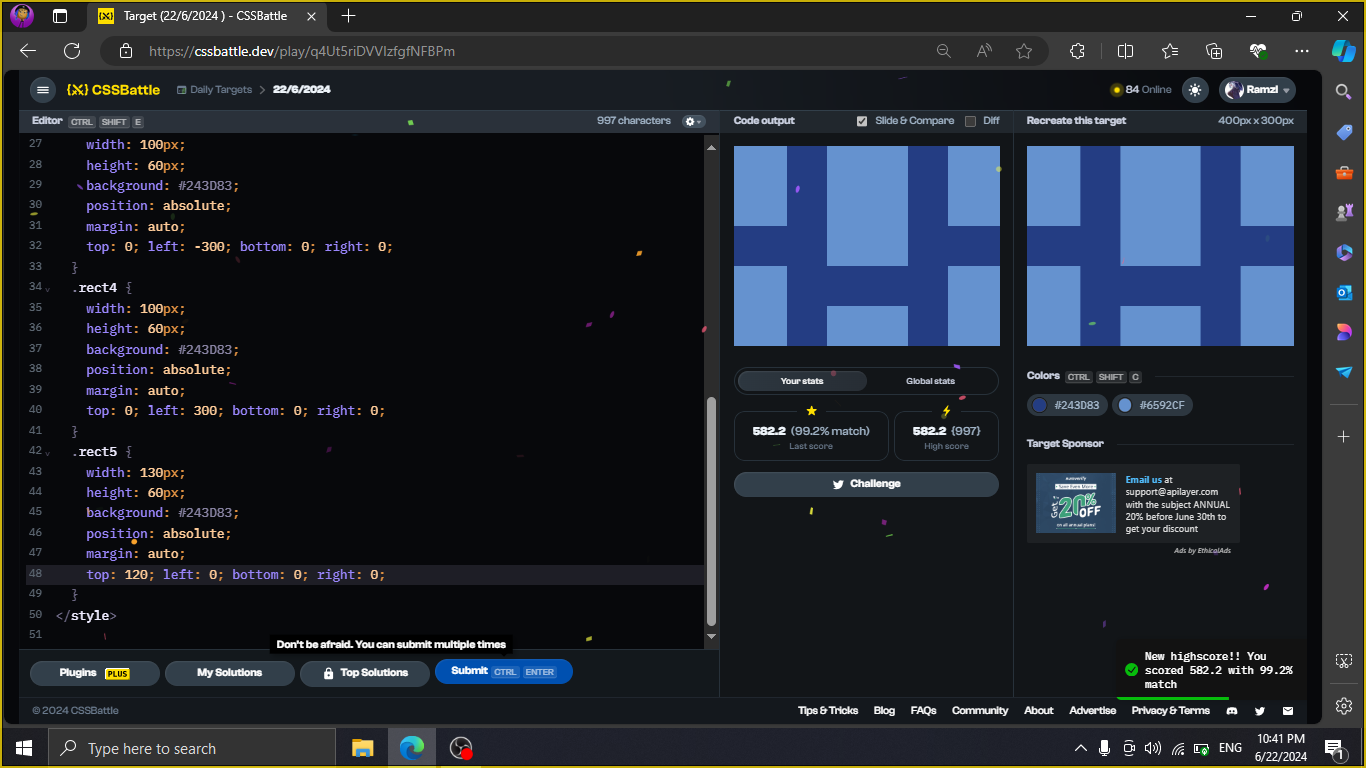 Target (22/6/2024 ) - CSSBattle
https://cssbattle.dev/play/q4Ut5riDVVIzfgfNFBPm
{X} CSSBattle
Daily Targets > 22/6/2024
84 Online
Ramzi
Editor CTRL SHIFT E
997 characters
Code output
Slide & Compare
Diff
Recreate this target
400px x 300px
27 width: 100px;
28 height: 60px;
29 background: #243D83;
30 position: absolute;
31 margin: auto;
32 top: 0; left: -300; bottom: 0; right: 0;
33 }
34 .rect4 {
35 width: 100px;
36 height: 60px;
37 background: #243D83;
38 position: absolute;
39 margin: auto;
40 top: 0; left: 300; bottom: 0; right: 0;
41 }
42 .rect5 {
43 width: 130px;
44 height: 60px;
45 background: #243D83;
46 position: absolute;
47 margin: auto;
48 top: 120; left: 0; bottom: 0; right: 0;
49 }
50 </style>
51
Your stats
Global stats
582.2 (99.2% match)
Last score
582.2 {997}
High score
Challenge
Colors CTRL SHIFT C
#243D83
#6592CF
Target Sponsor
GET
20%
OFF
Email us at
support@apilayer.com
with the subject ANNUAL
20% before June 30th to
get your discount
Ads by EthicalAds
Don't be afraid. You can submit multiple times
Plugins PLUS
My Solutions
Top Solutions
Submit CTRL ENTER
New highscore!! You
scored 582.2 with 99.2%
match
© 2024 CSSBattle
Tips & Tricks
Blog
FAQs
Community
About
Advertise
Privacy & Terms
Type here to search
ENG
10:41 PM
6/22/2024
1